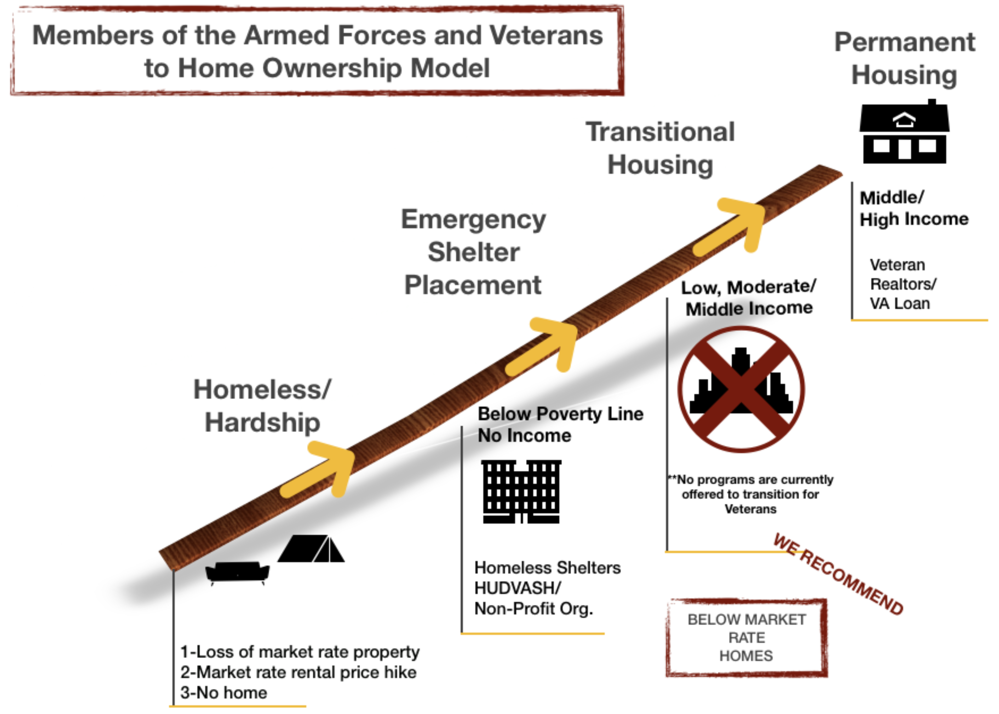 Members of the Armed Forces and Veterans
to Home Ownership Model
Permanent
Housing
Transitional
Housing
Middle/
High Income
Veteran
Realtors/
VA Loan
Emergency
Shelter
Placement
Low, Moderate/
Middle Income
**No programs are currently
offered to transition for
Veterans
Homeless/
Hardship
Below Poverty Line
No Income
Homeless Shelters
HUDVASH/
Non-Profit Org.
WE RECOMMEND
BELOW MARKET
RATE
HOMES
1-Loss of market rate property
2-Market rate rental price hike
3-No home